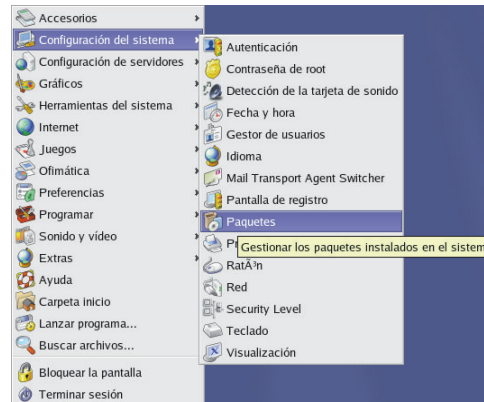 Accesorios
Configuración del sistema
Configuración de servidores
Gráficos
Herramientas del sistema
Internet
Juegos
Ofimática
Preferencias
Programar
Sonido y vídeo
Extras
Ayuda
Carpeta inicio
Lanzar programa...
Buscar archivos...
Bloquear la pantalla
Terminar sesión
Autenticación
Contraseña de root
Detección de la tarjeta de sonido
Fecha y hora
Gestor de usuarios
Idioma
Mail Transport Agent Switcher
Pantalla de registro
Paquetes
Gestionar los paquetes instalados en el sistem
RatÃ³n
Red
Security Level
Teclado
Visualización